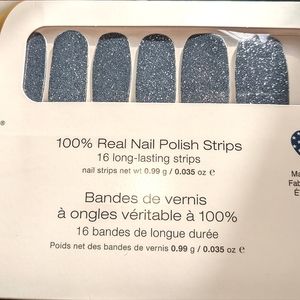 ®
100% Real Nail Polish Strips
16 long-lasting strips
nail strips net wt 0.99 g / 0.035 oz e
Bandes de vernis
à ongles véritable à 100%
16 bandes de longue durée
Poids net des bandes de vernis 0.99 g / 0.035 oz e
Ma
Fab
É